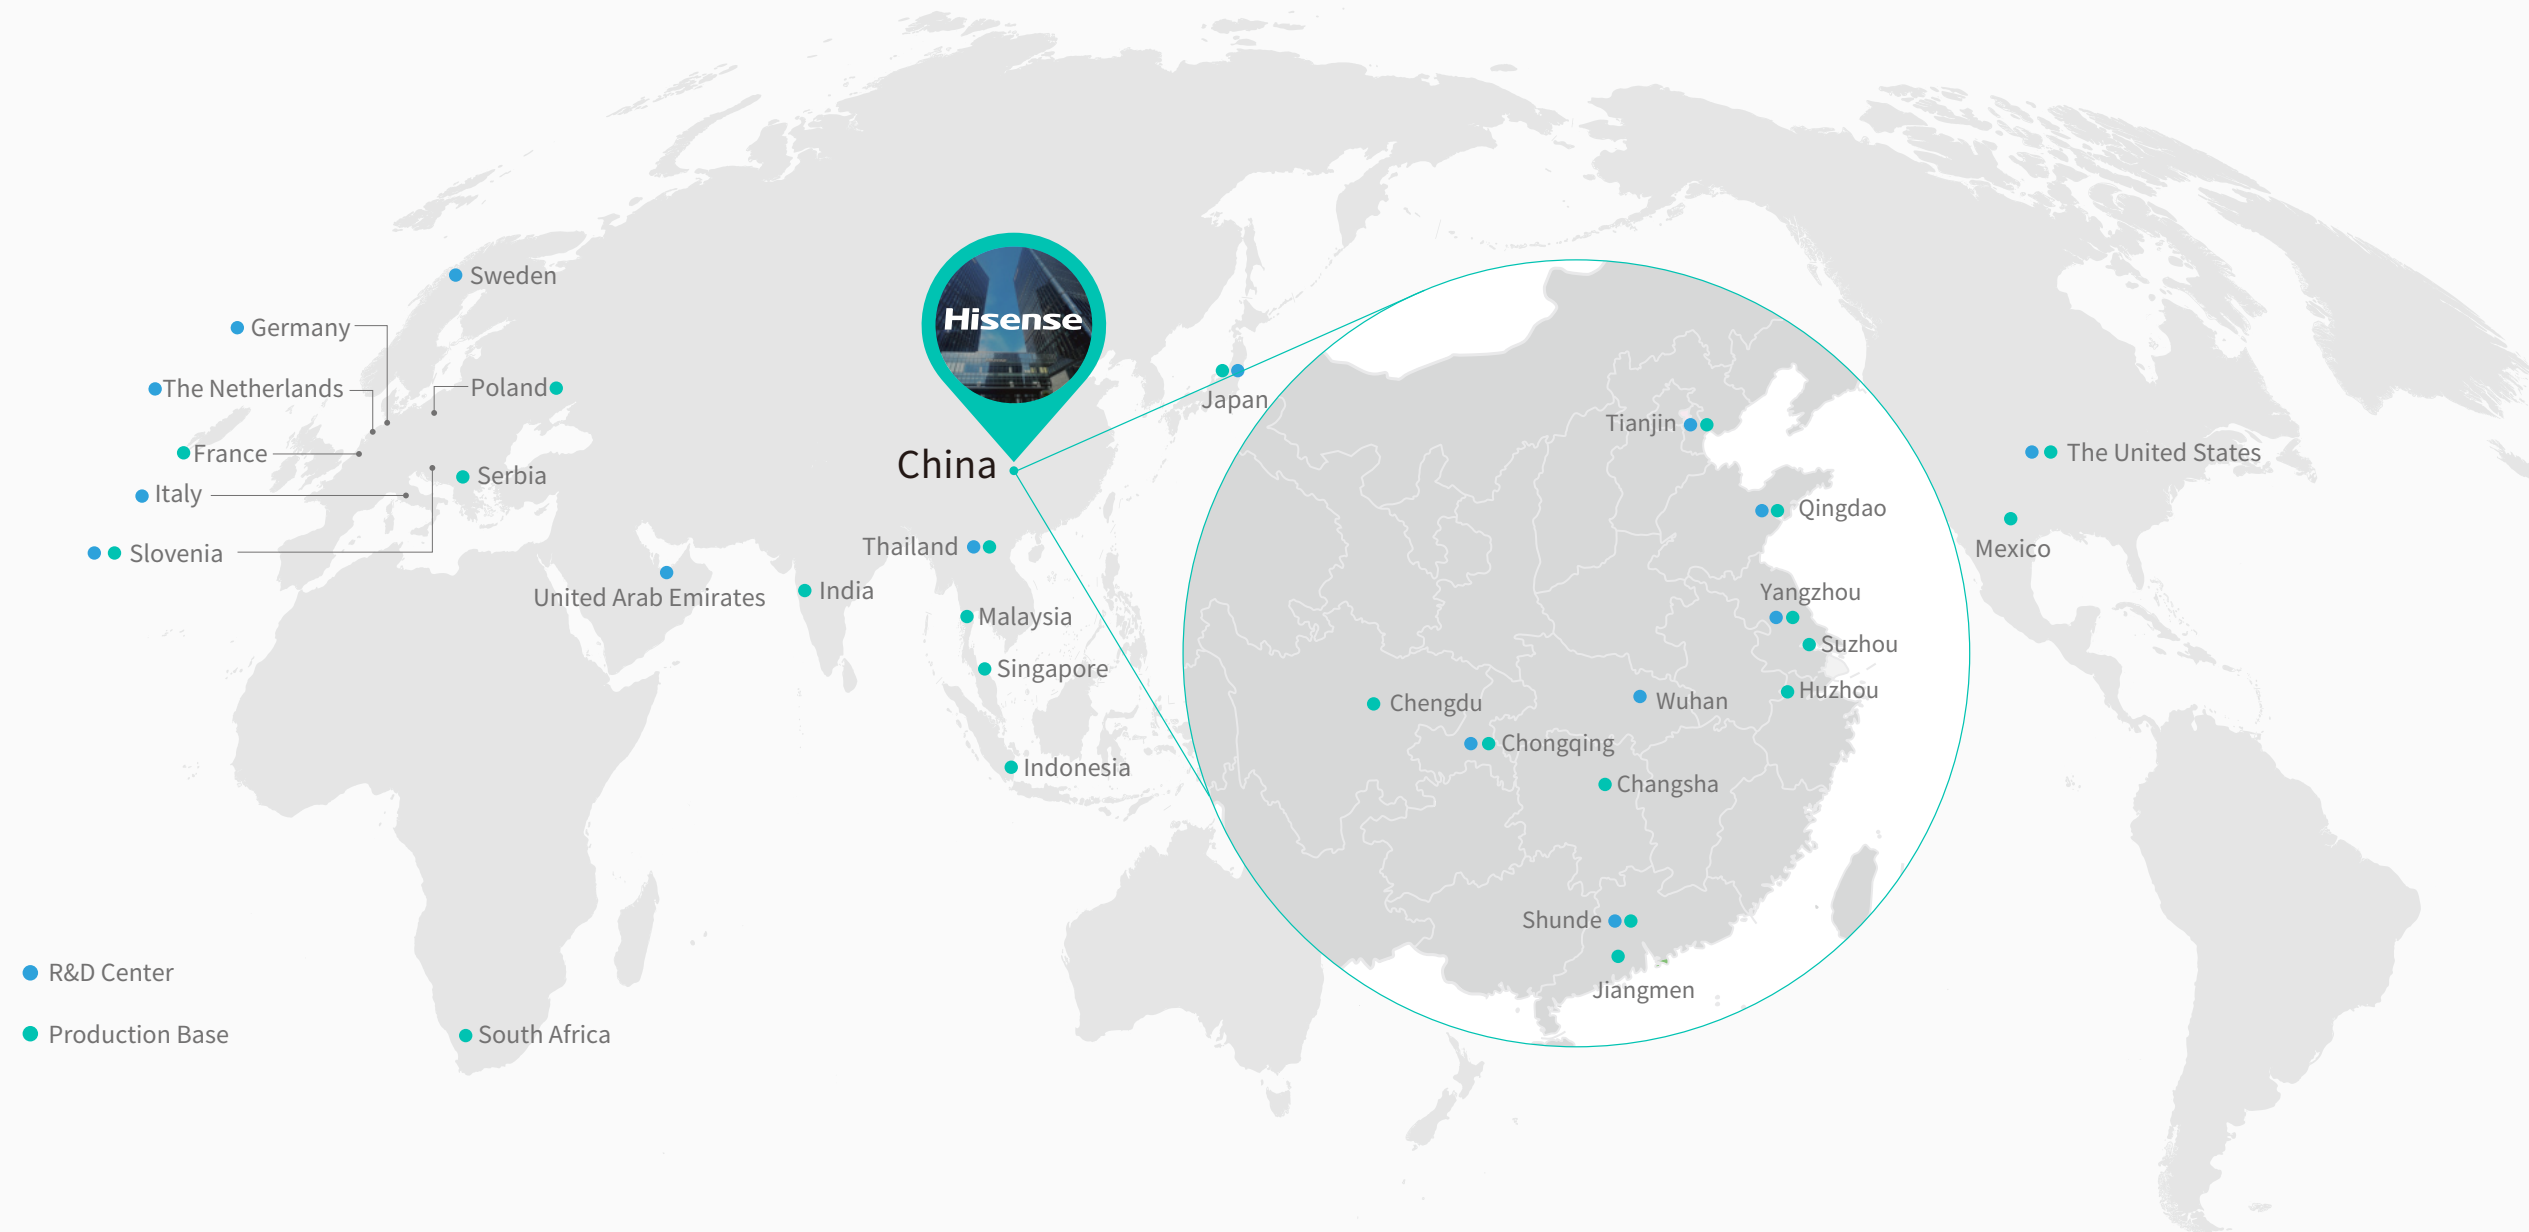 Sweden
Germany
The Netherlands
Poland
France
Serbia
Italy
Slovenia
United Arab Emirates
Hisense
China
Japan
Thailand
India
Malaysia
Singapore
Indonesia
Tianjin
Qingdao
Yangzhou
Suzhou
Huzhou
Wuhan
Chengdu
Chongqing
Changsha
Shunde
Jiangmen
The United States
Mexico
R&D Center
Production Base
South Africa